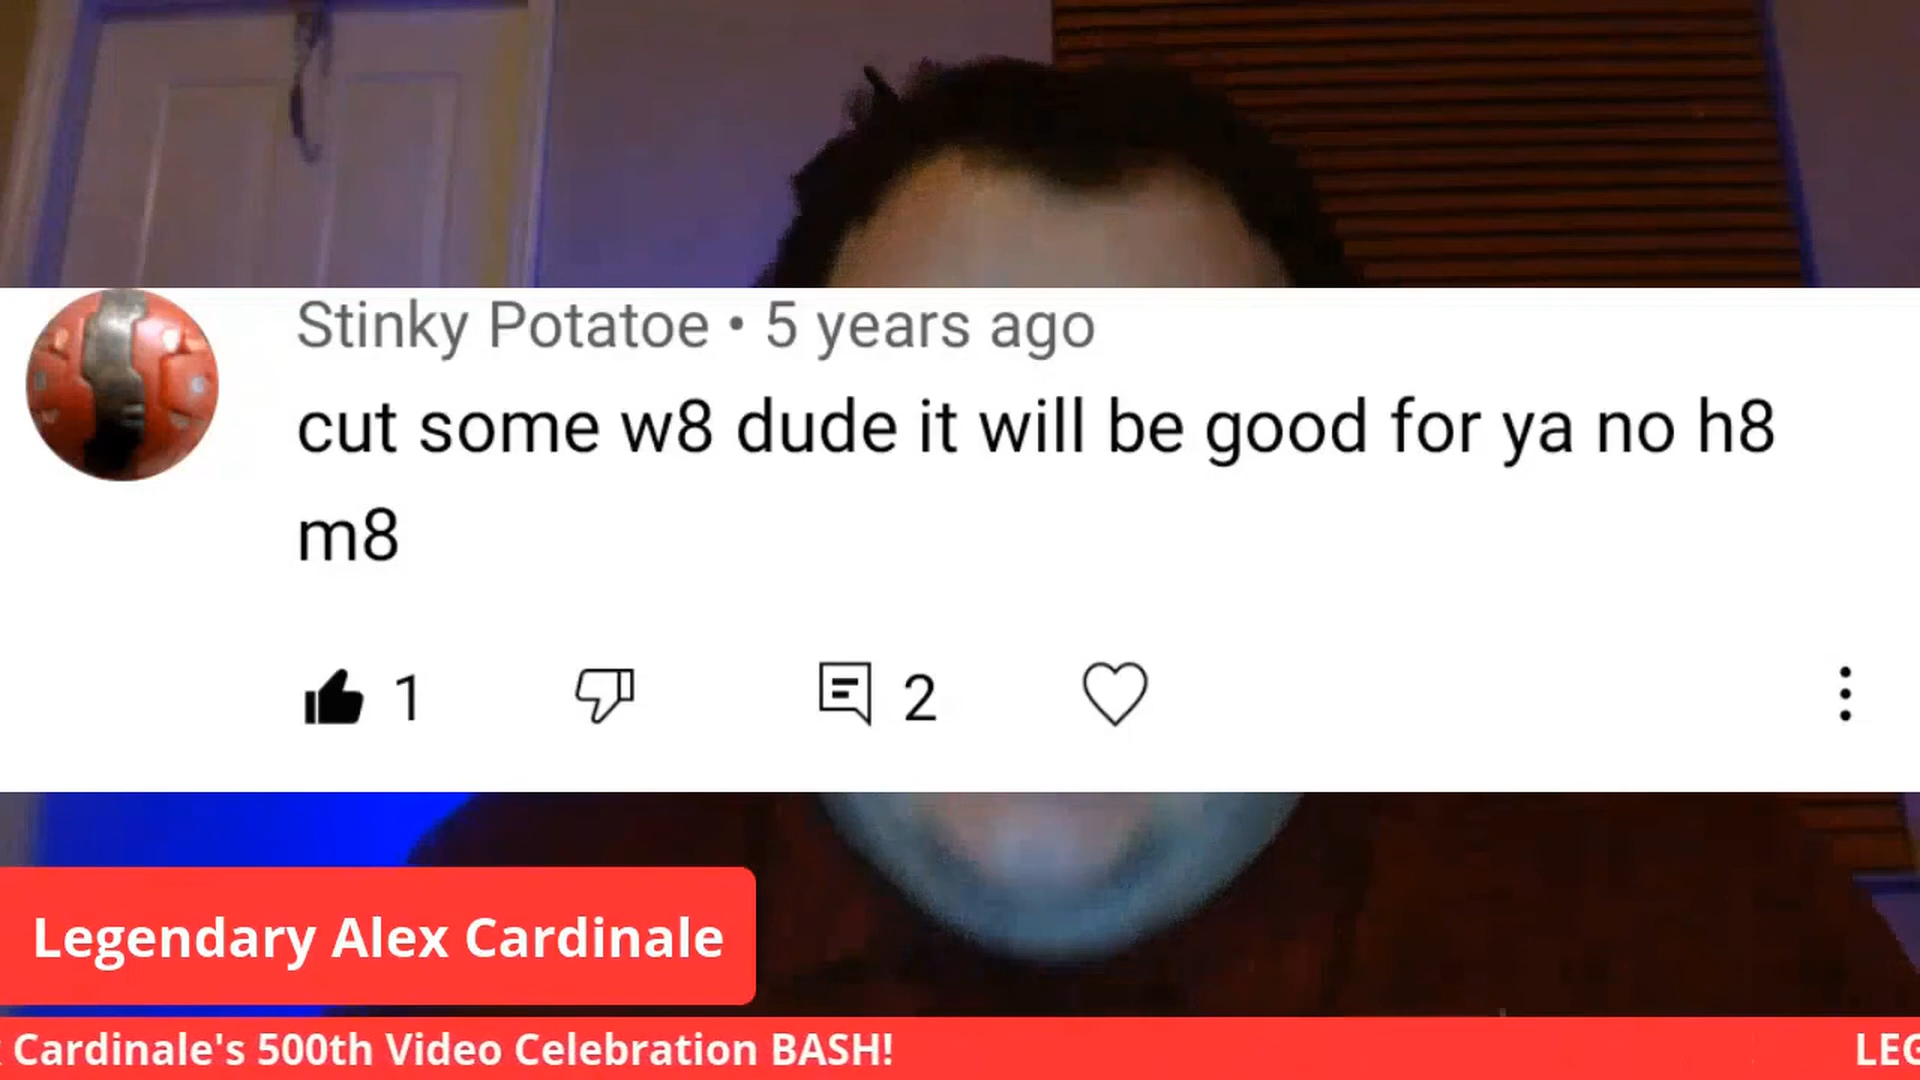 Stinky Potatoe • 5 years ago
cut some w8 dude it will be good for ya no h8
m8
1 2
Legendary Alex Cardinale
Cardinale's 500th Video Celebration BASH!